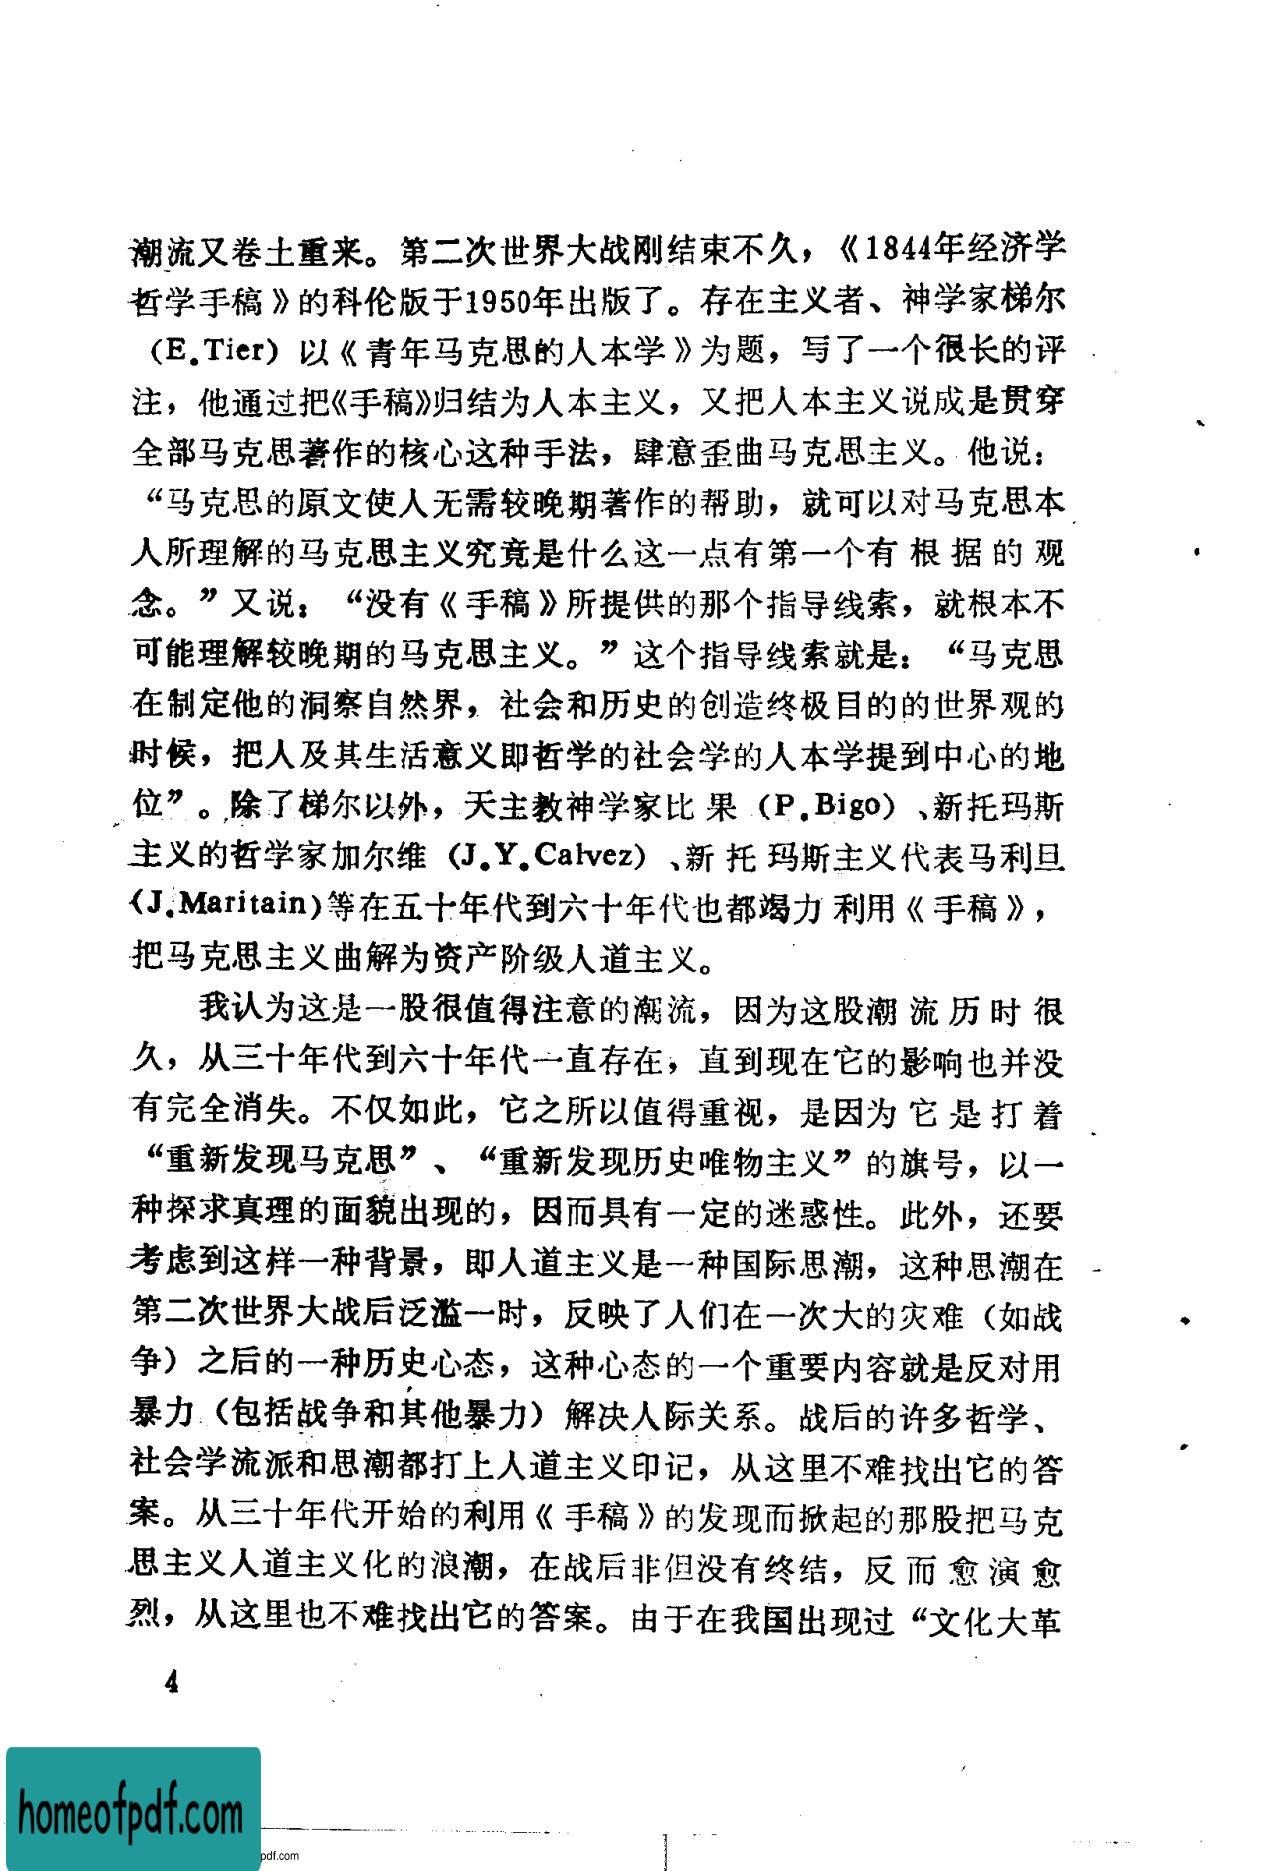 潮流又卷土重来。第二次世界大战刚结束不久，《1844年经济学
哲学手稿》的科伦版于1950年出版了。存在主义者、神学家梯尔
（E.Tier）以《青年马克思的人本学》为题，写了一个很长的评
注，他通过把《手稿》归结为人本主义，又把人本主义说成是贯穿
全部马克思著作的核心这种手法，肆意歪曲马克思主义。他说：
“马克思的原文使人无需较晚期著作的帮助，就可以对马克思本
人所理解的马克思主义究竟是什么这一点有第一个有根据的观
念。”又说：“没有《手稿》所提供的那个指导线索，就根本不
可能理解较晚期的马克思主义。”这个指导线索就是：“马克思
在制定他的洞察自然界，社会和历史的创造终极目的的世界观的
时候，把人及其生活意义即哲学的社会学的人本学提到中心的地
位”。除了梯尔以外，天主教神学家比果（P.Bigo）、新托玛斯
主义的哲学家加尔维（J.Y.Calvez）、新托玛斯主义代表马利旦
(J.Maritain)等在五十年代到六十年代也都竭力利用《手稿》，
把马克思主义曲解为资产阶级人道主义。
我认为这是一股很值得注意的潮流，因为这股潮流历时很
久，从三十年代到六十年代一直存在，直到现在它的影响也并没
有完全消失。不仅如此，它之所以值得重视，是因为它是打着
“重新发现马克思”、“重新发现历史唯物主义”的旗号，以一
种探求真理的面貌出现的，因而具有一定的迷惑性。此外，还要
考虑到这样一种背景，即人道主义是一种国际思潮，这种思潮在
第二次世界大战后泛滥一时，反映了人们在一次大的灾难（如战
争）之后的一种历史心态，这种心态的一个重要内容就是反对用
暴力（包括战争和其他暴力）解决人际关系。战后的许多哲学、
社会学流派和思潮都打上人道主义印记，从这里不难找出它的答
案。从三十年代开始的利用《手稿》的发现而掀起的那股把马克
思主义人道主义化的浪潮，在战后非但没有终结，反而愈演愈
烈，从这里也不难找出它的答案。由于在我国出现过“文化大革
4
homeofpdf.com
pdf.com